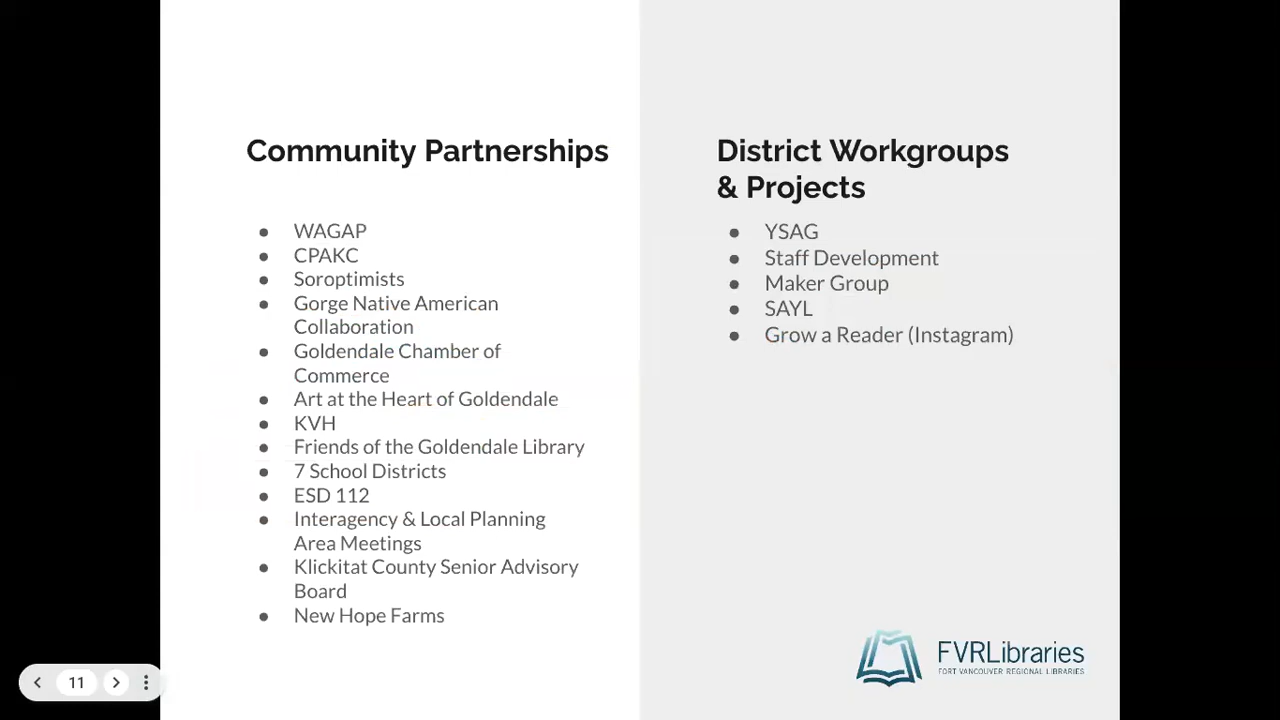 Community Partnerships
● WAGAP
● CPAKC
● Soroptimists
● Gorge Native American
Collaboration
● Goldendale Chamber of
Commerce
● Art at the Heart of Goldendale
● KVH
● Friends of the Goldendale Library
● 7 School Districts
● ESD 112
● Interagency & Local Planning
Area Meetings
● Klickitat County Senior Advisory
Board
● New Hope Farms
District Workgroups
& Projects
● YSAG
● Staff Development
● Maker Group
● SAYL
● Grow a Reader (Instagram)
FVRLibraries
FORT VANCOUVER REGIONAL LIBRARIES
11